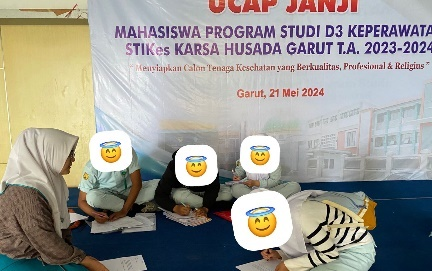 UCAP JANJI
MAHASISWA PROGRAM STUDI D3 KEPERAWATA
STIKes KARSA HUSADA GARUT T.A. 2023-2024
"Menyiapkan Calon Tenaga Kesehatan yang Berkualitas, Profesional & Religius "
Garut, 21 Mei 2024